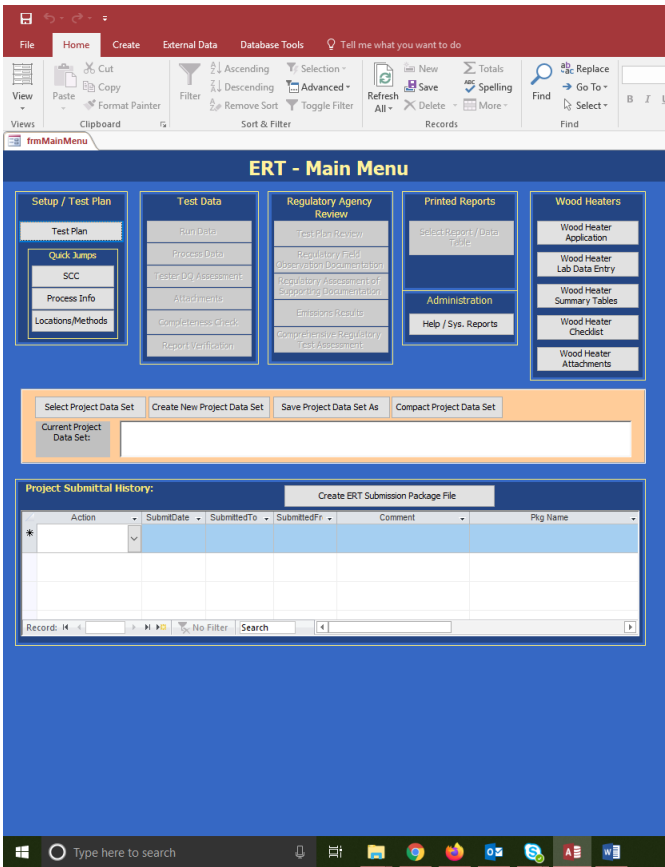 File Home Create External Data Database Tools Tell me what you want to do
View
Paste
Cut
Copy
Format Painter
Filter
Ascending
Descending
Remove Sort
Selection
Advanced
Toggle Filter
Refresh All
New
Save
Delete
Totals
Spelling
More
Find
Replace
Go To
Select
B I U
Views Clipboard Sort & Filter Records Find
frmMainMenu
ERT - Main Menu
Setup / Test Plan
Test Plan
Quick Jumps
SCC
Process Info
Locations/Methods
Test Data
Run Data
Process Data
Tester DQ Assessment
Attachments
Completeness Check
Report Verification
Regulatory Agency
Review
Test Plan Review
Regulatory Field
Observation Documentation
Regulatory Assessment of
Supporting Documentation
Emissions Results
Comprehensive Regulatory
Test Assessment
Printed Reports
Select Report / Data
Table
Administration
Help / Sys. Reports
Wood Heaters
Wood Heater
Application
Wood Heater
Lab Data Entry
Wood Heater
Summary Tables
Wood Heater
Checklist
Wood Heater
Attachments
Select Project Data Set Create New Project Data Set Save Project Data Set As Compact Project Data Set
Current Project
Data Set:
Project Submittal History:
Create ERT Submission Package File
Action SubmitDate SubmittedTo SubmittedFr Comment Pkg Name
Record: No Filter Search
Type here to search